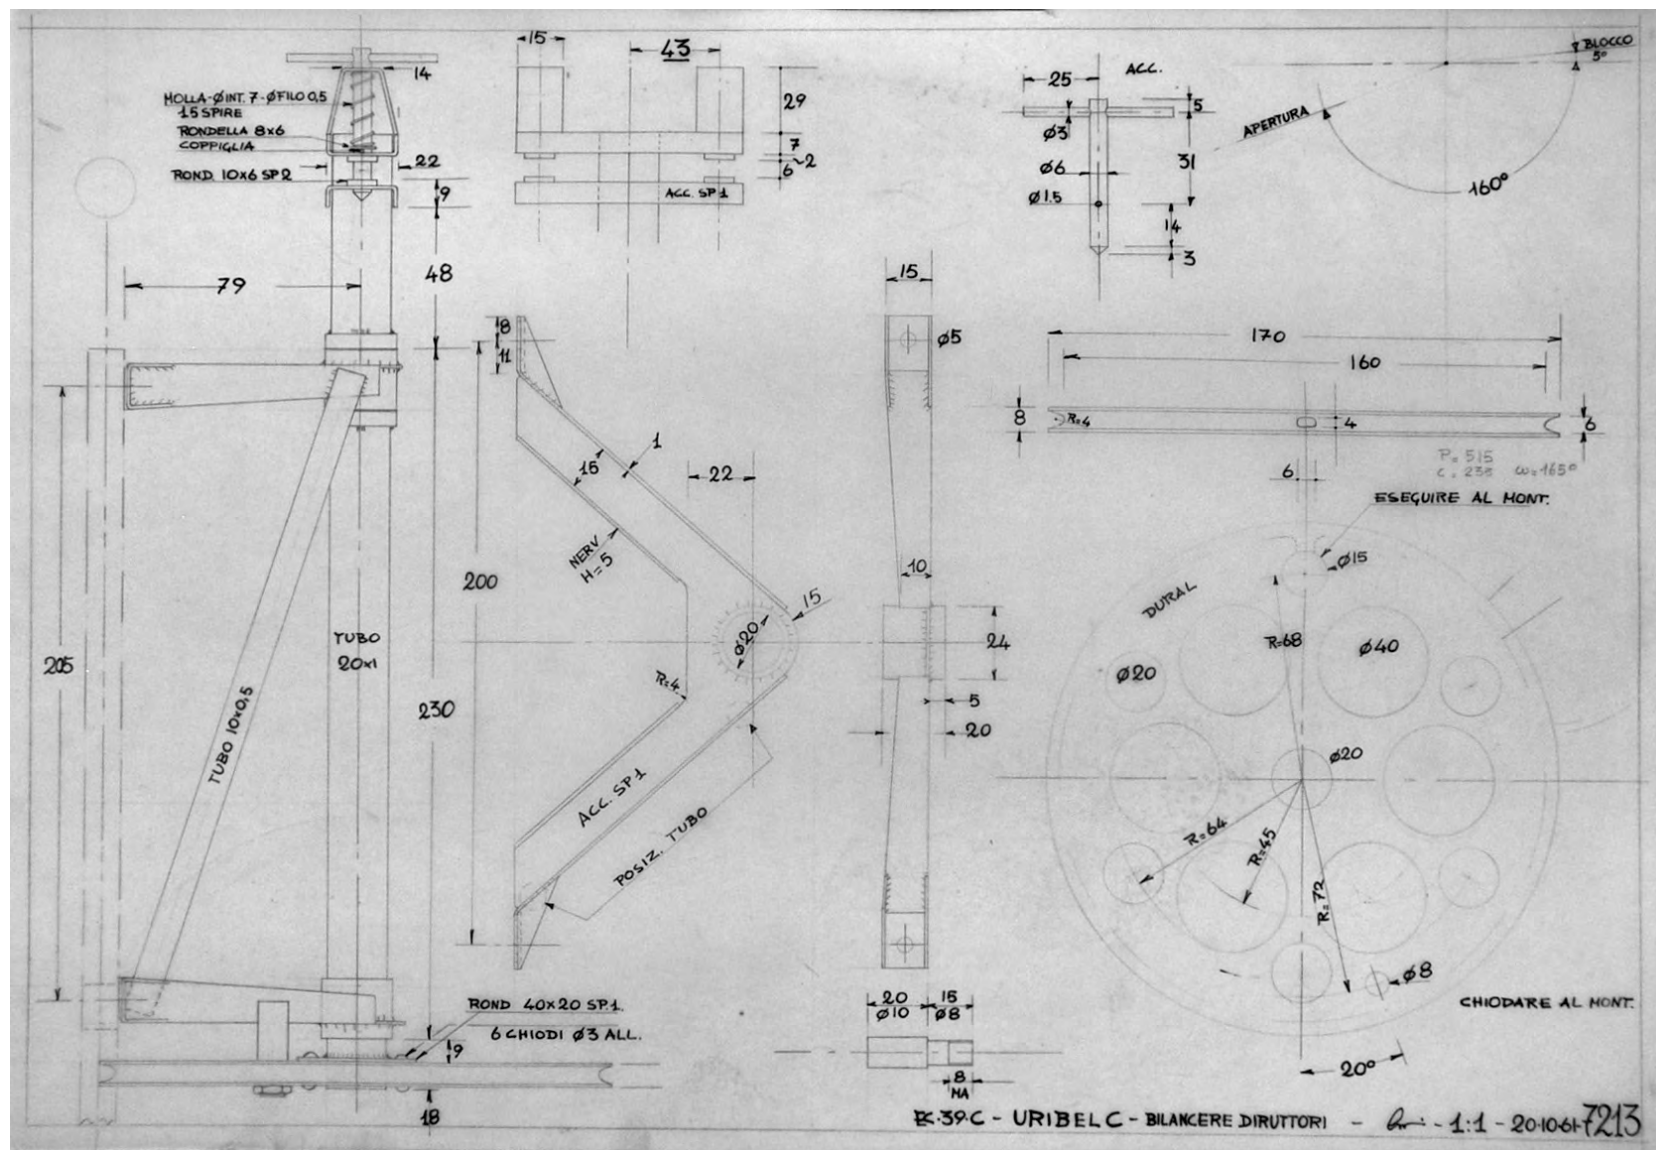 14
MOLLA-ØINT. 7-ØFILO 0,5
15 SPIRE
RONDELLA 8x6
COPPIGLIA
22
ROND. 10x6 SP 2
9
48
79
205
TUBO
20x1
TUBO 10x0,5
230
ROND 40x20 SP.1.
6 CHIODI Ø3 ALL.
9
18
15
43
29
7
~2
6
ACC. SP 1
8
11
200
15
1
22
NERV
H=5
15
Ø20
R=4
ACC. SP.1
POSIZ. TUBO
15
Ø5
10
24
5
20
20
Ø10
15
Ø8
8
MA
25
ACC.
5
Ø3
31
Ø6
Ø1.5
14
3
BLOCCO
5°
APERTURA
160°
170
160
8
R=4
4
6
6
P= 515
C. 235 ω=165°
ESEGUIRE AL MONT.
Ø15
DURAL
R=68
Ø40
Ø20
Ø20
R=64
R=45
R=72
Ø8
CHIODARE AL MONT.
20°
EC.39.C - URIBEL C - BILANCERE DIRUTTORI - - 1:1 - 20.10.61-7213